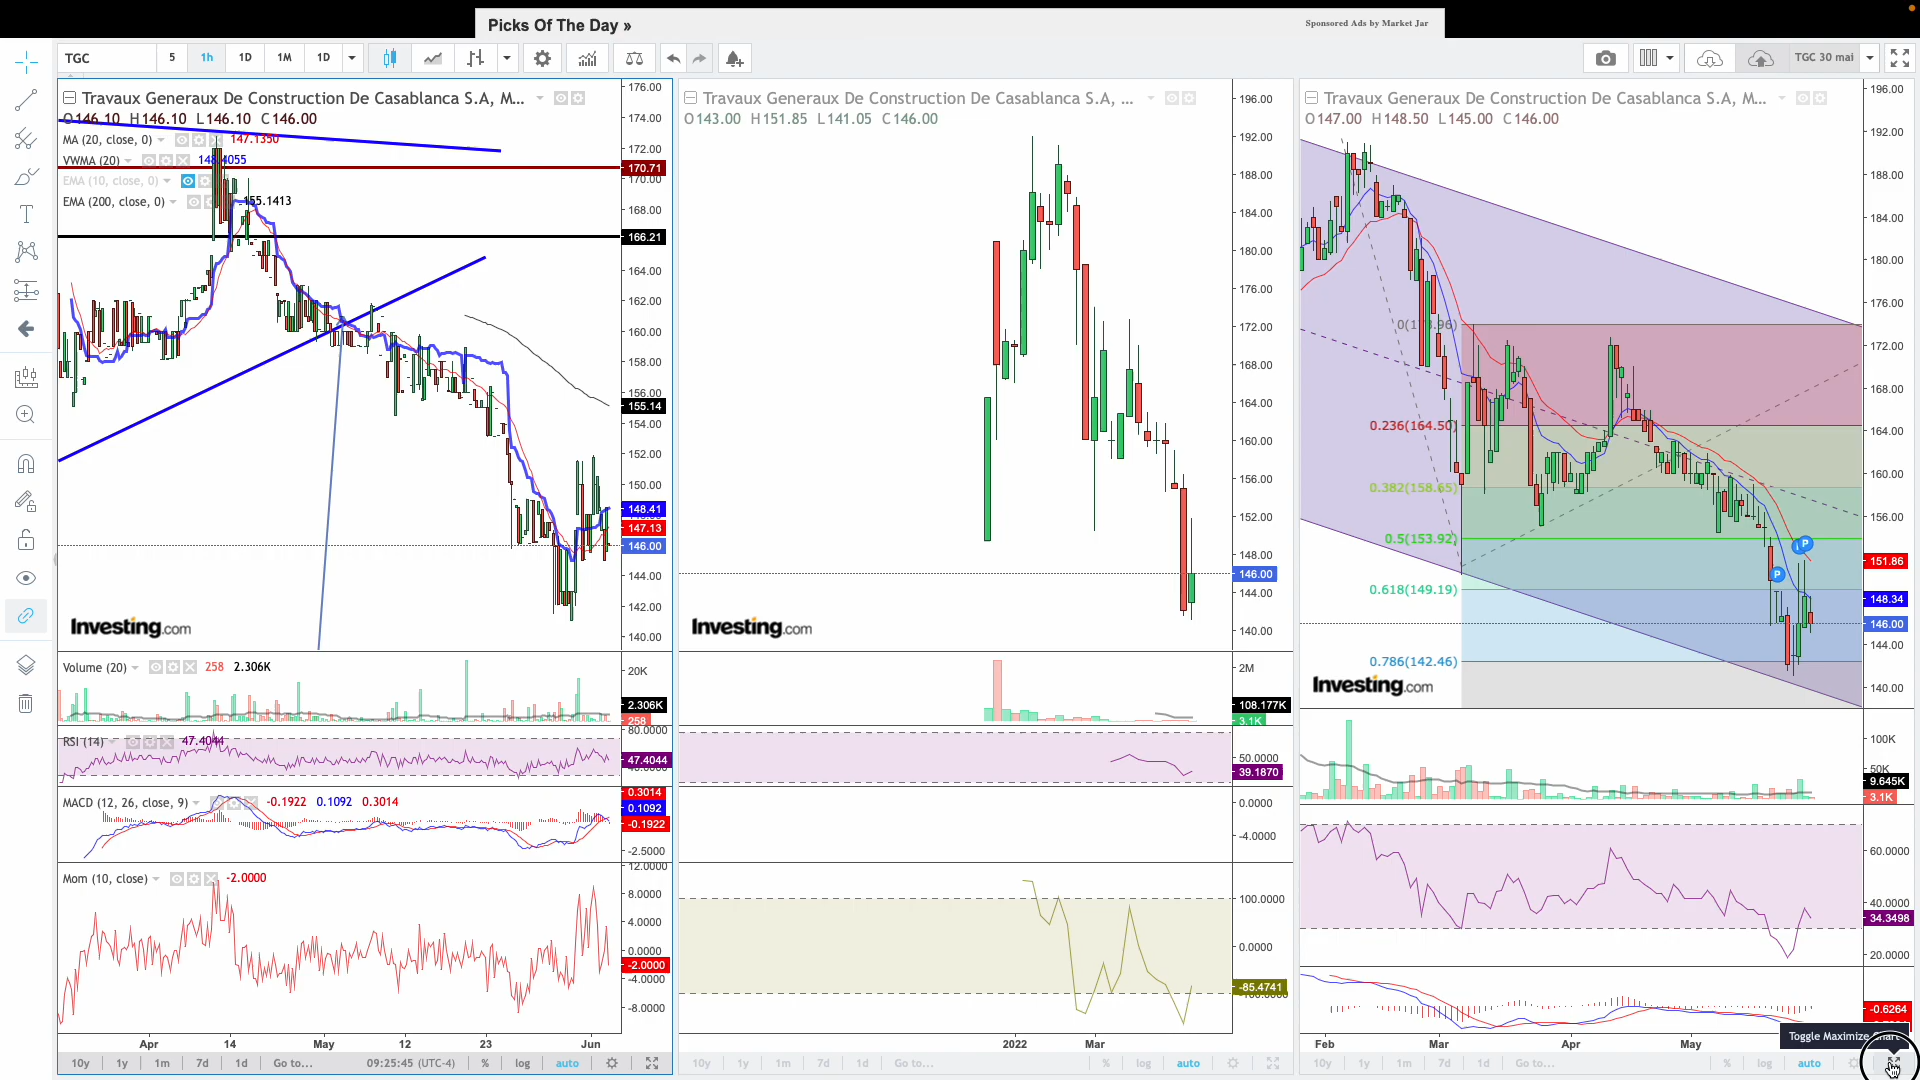 Picks Of The Day »
Sponsored Ads by Market Jar
TGC
5
1h
1D
1M
1D
TGC 30 mai
Travaux Generaux De Construction De Casablanca S.A, M...
O146.10 H146.10 L146.10 C146.00
MA (20, close, 0)
147.1350
VWMA (20)
148.4055
EMA (10, close, 0)
EMA (200, close, 0)
155.1413
176.00
174.00
172.00
170.71
170.00
168.00
166.21
164.00
162.00
160.00
158.00
156.00
155.14
154.00
152.00
150.00
148.41
147.13
146.00
144.00
142.00
140.00
Investing.com
Volume (20)
258 2.306K
20K
2.306K
258
RSI (14)
47.4044
80.0000
47.4044
MACD (12, 26, close, 9)
-0.1922 0.1092 0.3014
0.3014
0.1092
-0.1922
-2.5000
Mom (10, close)
-2.0000
12.0000
8.0000
4.0000
0.0000
-2.0000
-4.0000
-8.0000
Apr 14 May 12 23 Jun
10y 1y 1m 7d 1d Go to...
09:25:45 (UTC-4)
% log auto
Travaux Generaux De Construction De Casablanca S.A, ...
O143.00 H151.85 L141.05 C146.00
196.00
192.00
188.00
184.00
180.00
176.00
172.00
168.00
164.00
160.00
156.00
152.00
148.00
146.00
144.00
140.00
Investing.com
2M
108.177K
3.1K
50.0000
39.1870
0.0000
-4.0000
100.0000
0.0000
-85.4741
2022 Mar
10y 1y 1m 7d 1d Go to...
% log auto
Travaux Generaux De Construction De Casablanca S.A, M...
O147.00 H148.50 L145.00 C146.00
0.236(164.50)
0.382(158.65)
0.5(153.92)
0.618(149.19)
0.786(142.46)
P
P
196.00
192.00
188.00
184.00
180.00
176.00
172.00
168.00
164.00
160.00
156.00
151.86
148.34
146.00
144.00
140.00
Investing.com
100K
50K
9.645K
3.1K
60.0000
40.0000
34.3498
20.0000
-0.6264
Toggle Maximize Chart
Feb Mar Apr May
10y 1y 1m 7d 1d Go to...
% log auto